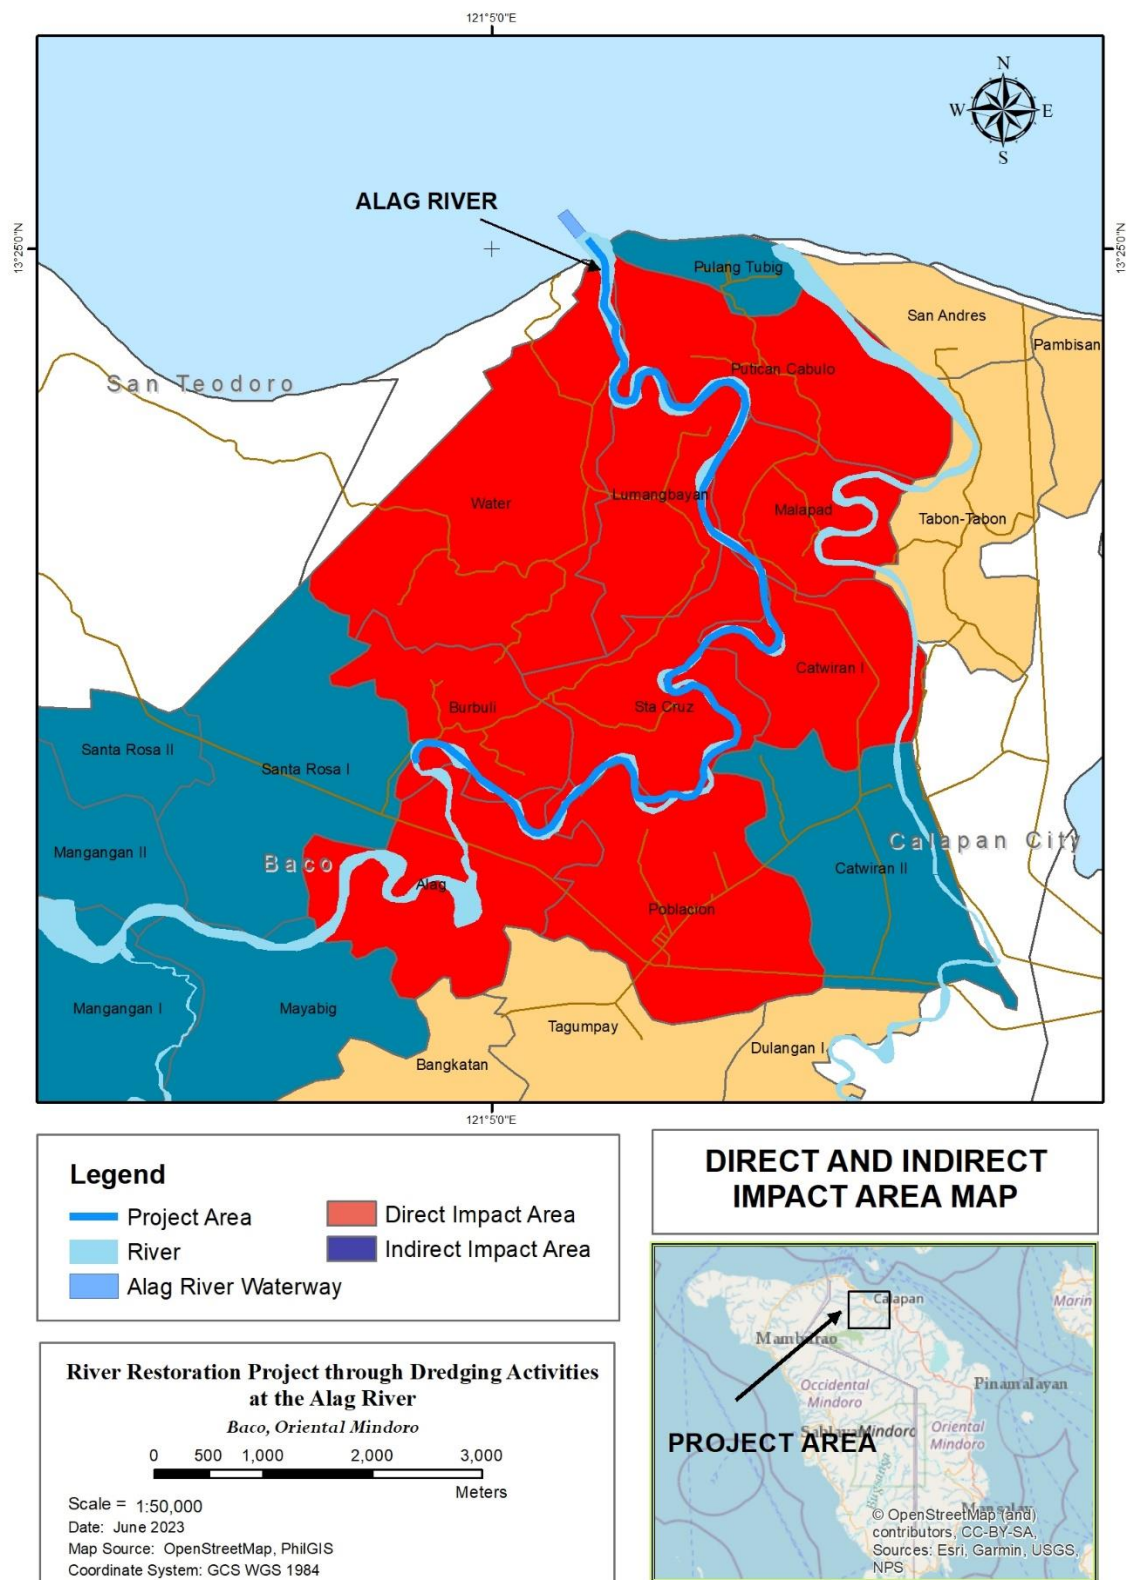 121°5'0"E
N
W
E
S
ALAG RIVER
13°25'0"N
13°25'0"N
Pulang Tubig
San Andres
Pambisan
Putican Cabulo
San Teodoro
Water
Lumangbayan
Malapad
Tabon-Tabon
Catwiran I
Burbuli
Sta Cruz
Santa Rosa II
Santa Rosa I
Mangangan II
Baco
Alag
Calapan City
Catwiran II
Poblacion
Mangangan I
Mayabig
Tagumpay
Dulangan I
Bangkatan
121°5'0"E
Legend
Project Area
River
Alag River Waterway
Direct Impact Area
Indirect Impact Area
DIRECT AND INDIRECT
IMPACT AREA MAP
River Restoration Project through Dredging Activities
at the Alag River
Baco, Oriental Mindoro
0 500 1,000 2,000 3,000
Meters
Scale = 1:50,000
Date: June 2023
Map Source: OpenStreetMap, PhilGIS
Coordinate System: GCS WGS 1984
Calapan
Marin
Mamburao
Occidental
Mindoro
Pinamalayan
Sablayan
Mindoro
Oriental
Mindoro
PROJECT AREA
Bugsanga
Mansalay
© OpenStreetMap (and)
contributors, CC-BY-SA,
Sources: Esri, Garmin, USGS,
NPS